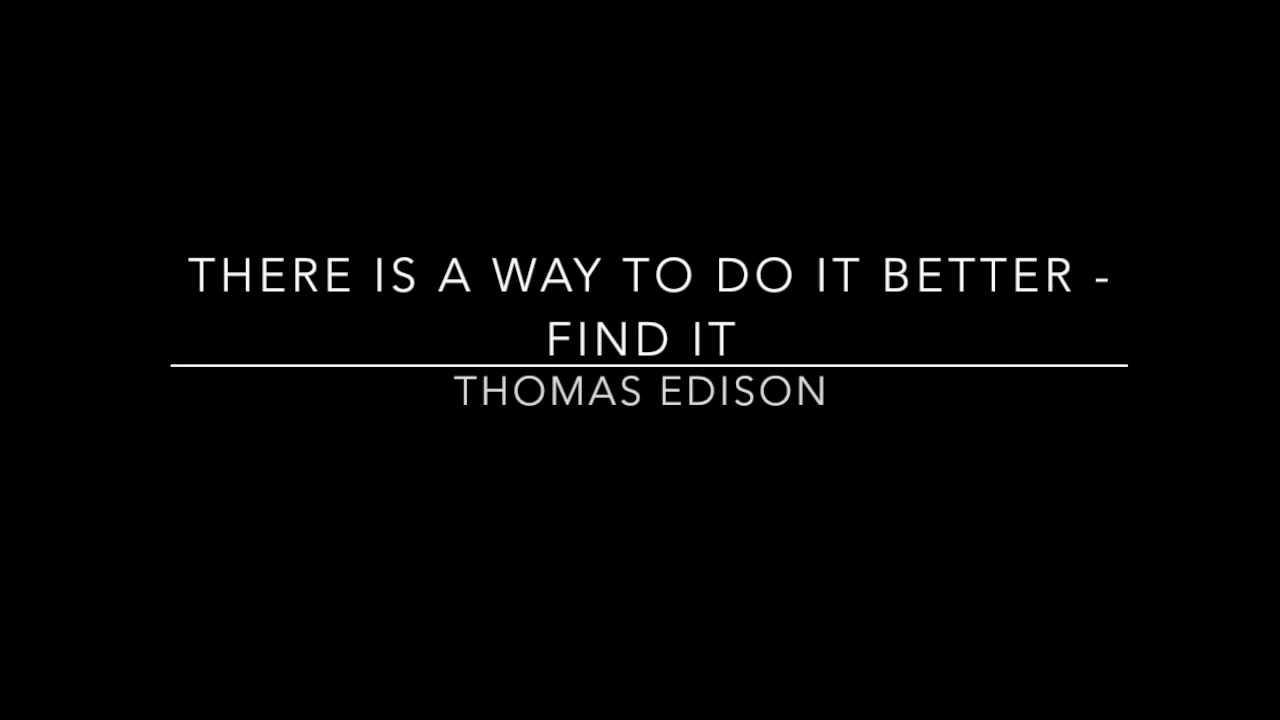 THERE IS A WAY TO DO IT BETTER -
FIND IT
THOMAS EDISON